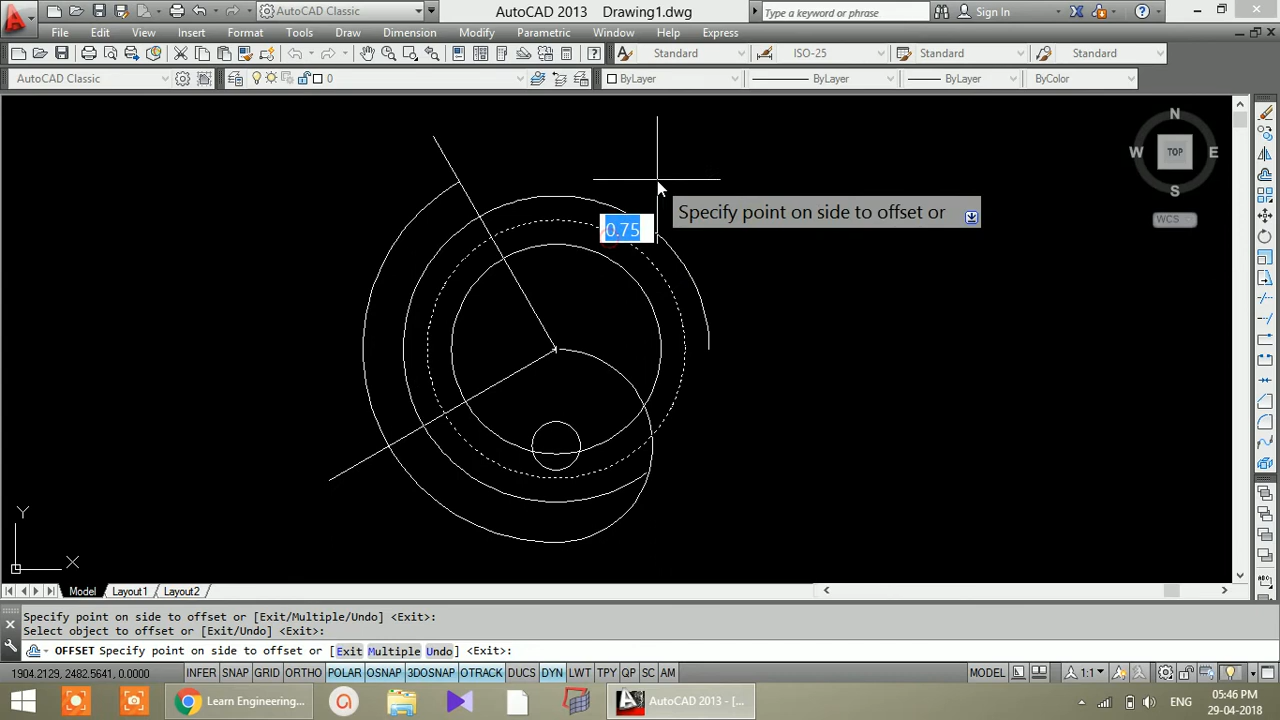 AutoCAD Classic
AutoCAD 2013 Drawing1.dwg
Type a keyword or phrase
Sign In
File Edit View Insert Format Tools Draw Dimension Modify Parametric Window Help Express
Standard ISO-25 Standard Standard
AutoCAD Classic 0 ByLayer ByLayer ByLayer ByColor
N
W TOP E
S
WCS
Specify point on side to offset or
0.75
Y
X
Model Layout1 Layout2
Specify point on side to offset or [Exit/Multiple/Undo] <Exit>:
Select object to offset or [Exit/Undo] <Exit>:
OFFSET Specify point on side to offset or [Exit Multiple Undo] <Exit>:
1904.2129, 2482.5641, 0.0000 INFER SNAP GRID ORTHO POLAR OSNAP 3DOSNAP OTRACK DUCS DYN LWT TPY QP SC AM MODEL 1:1
Learn Engineering... AutoCAD 2013 - [... ENG 05:46 PM
29-04-2018